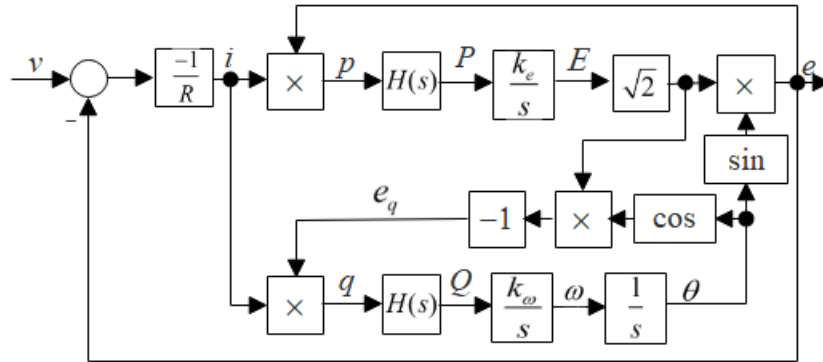 v − −1/R i × p H(s) P k_e/s E √2 × e
sin
e_q −1 × cos
× q H(s) Q k_ω/s ω 1/s θ